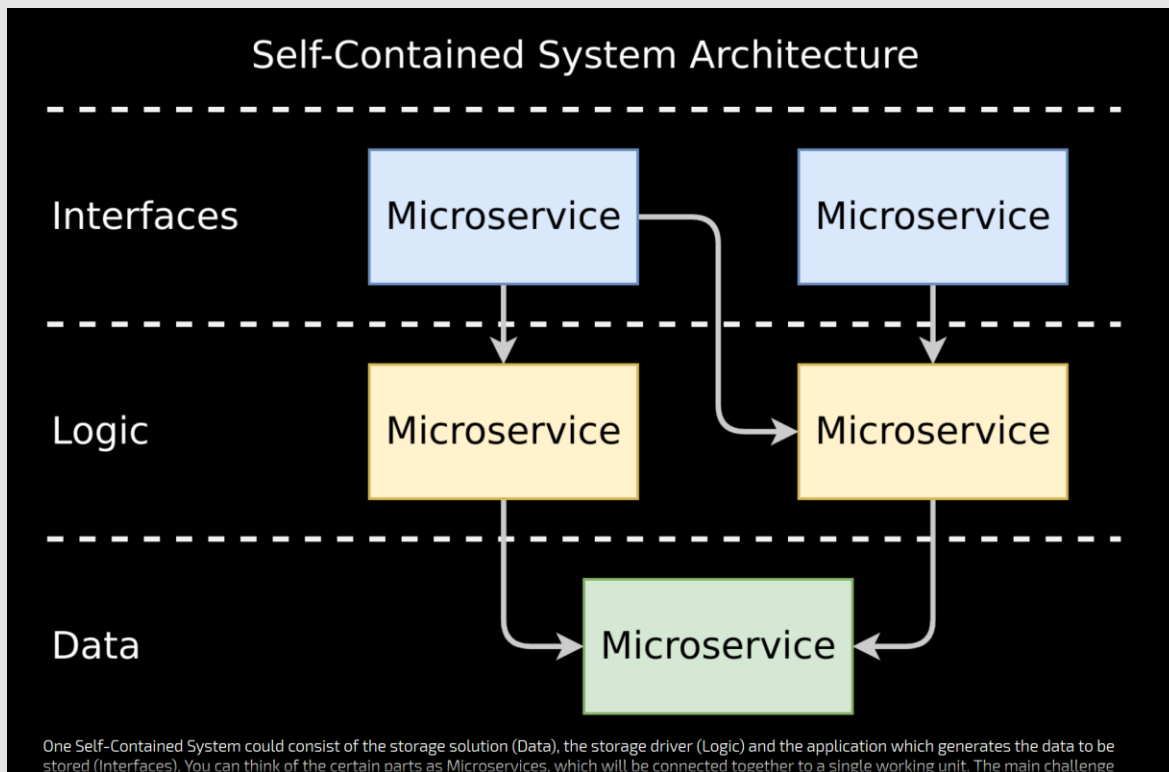 Self-Contained System Architecture
Interfaces
Microservice
Microservice
Logic
Microservice
Microservice
Data
Microservice
One Self-Contained System could consist of the storage solution (Data), the storage driver (Logic) and the application which generates the data to be
stored (Interfaces). You can think of the certain parts as Microservices, which will be connected together to a single working unit. The main challenge